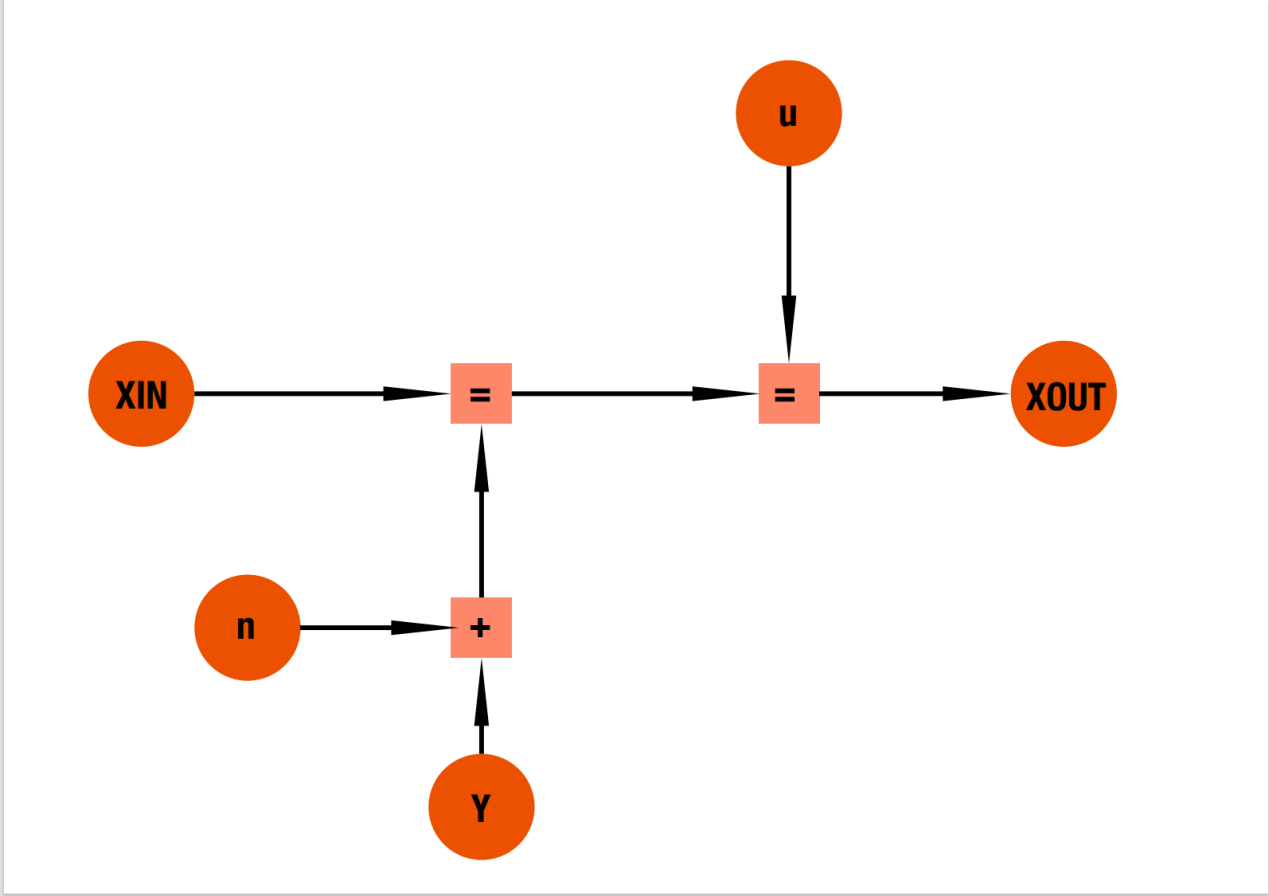 u
XIN
=
=
XOUT
n
+
Y